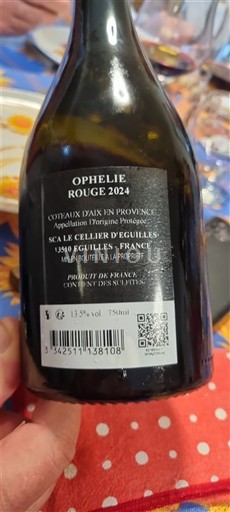 OPHELIE
ROUGE 2024
COTEAUX D'AIX EN PROVENCE
Appellation D'Origine Protégée
SCA LE CELLIER D'EGUILLES
13510 EGUILLES - FRANCE
MIS EN BOUTEILLE A LA PROPRIETE
PRODUIT DE FRANCE
CONTIENT DES SULFITES
13.5% vol 750ml
3 342511 138108